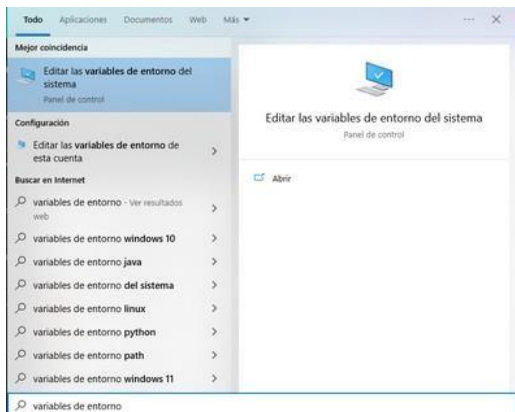 Todo Aplicaciones Documentos Web Más
Mejor coincidencia
Editar las variables de entorno del
sistema
Panel de control
Configuración
Editar las variables de entorno de
esta cuenta
Buscar en Internet
variables de entorno - Ver resultados
web
variables de entorno windows 10
variables de entorno java
variables de entorno del sistema
variables de entorno linux
variables de entorno python
variables de entorno path
variables de entorno windows 11
variables de entorno
Editar las variables de entorno del sistema
Panel de control
Abrir